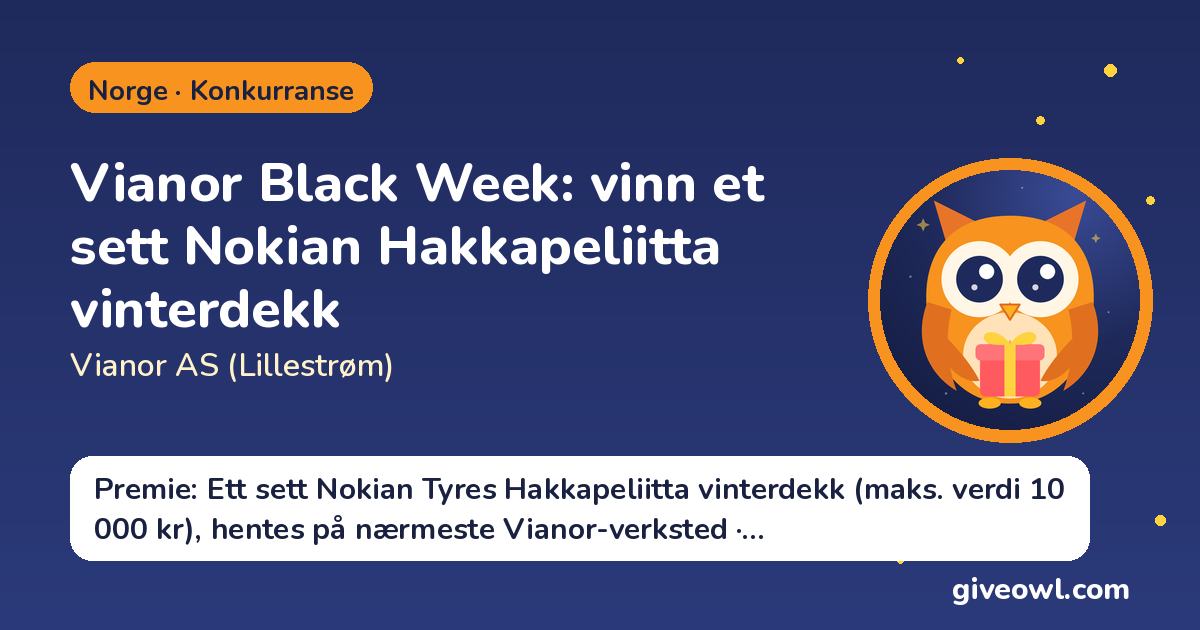 Norge · Konkurranse
Vianor Black Week: vinn et
sett Nokian Hakkapeliitta
vinterdekk
Vianor AS (Lillestrøm)
Premie: Ett sett Nokian Tyres Hakkapeliitta vinterdekk (maks. verdi 10
000 kr), hentes på nærmeste Vianor-verksted ·...
giveowl.com